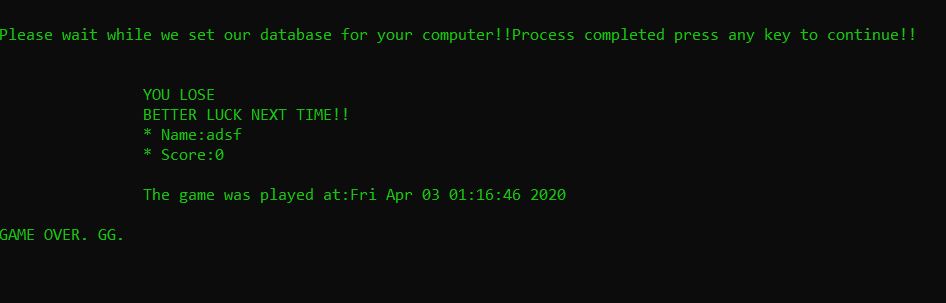 Please wait while we set our database for your computer!!Process completed press any key to continue!!
YOU LOSE
BETTER LUCK NEXT TIME!!
* Name:adsf
* Score:0
The game was played at:Fri Apr 03 01:16:46 2020
GAME OVER. GG.